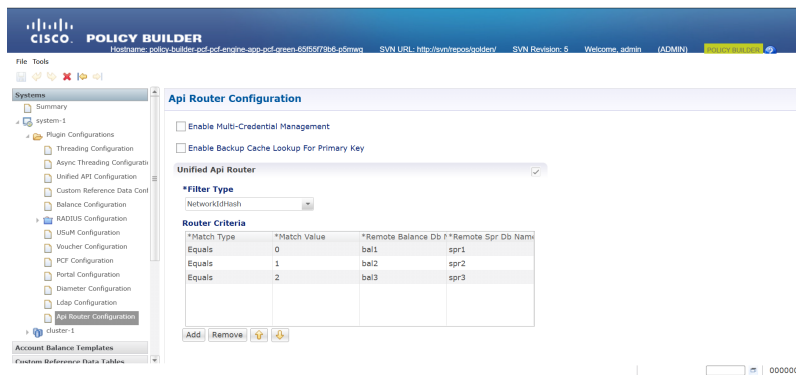 CISCO. POLICY BUILDER
Hostname: policy-builder-pcf-pcf-engine-app-pcf-green-65f55f79b6-p5mwg SVN URL: http://svn/repos/golden/ SVN Revision: 5 Welcome, admin (ADMIN) POLICY BUILDER
File Tools
Systems
Summary
system-1
Plugin Configurations
Threading Configuration
Async Threading Configuratio
Unified API Configuration
Custom Reference Data Conf
Balance Configuration
RADIUS Configuration
USuM Configuration
Voucher Configuration
PCF Configuration
Portal Configuration
Diameter Configuration
Ldap Configuration
Api Router Configuration
cluster-1
Account Balance Templates
Custom Reference Data Tables
Api Router Configuration
Enable Multi-Credential Management
Enable Backup Cache Lookup For Primary Key
Unified Api Router
*Filter Type
NetworkIdHash
Router Criteria
*Match Type *Match Value *Remote Balance Db N *Remote Spr Db Name
Equals 0 bal1 spr1
Equals 1 bal2 spr2
Equals 2 bal3 spr3
Add Remove